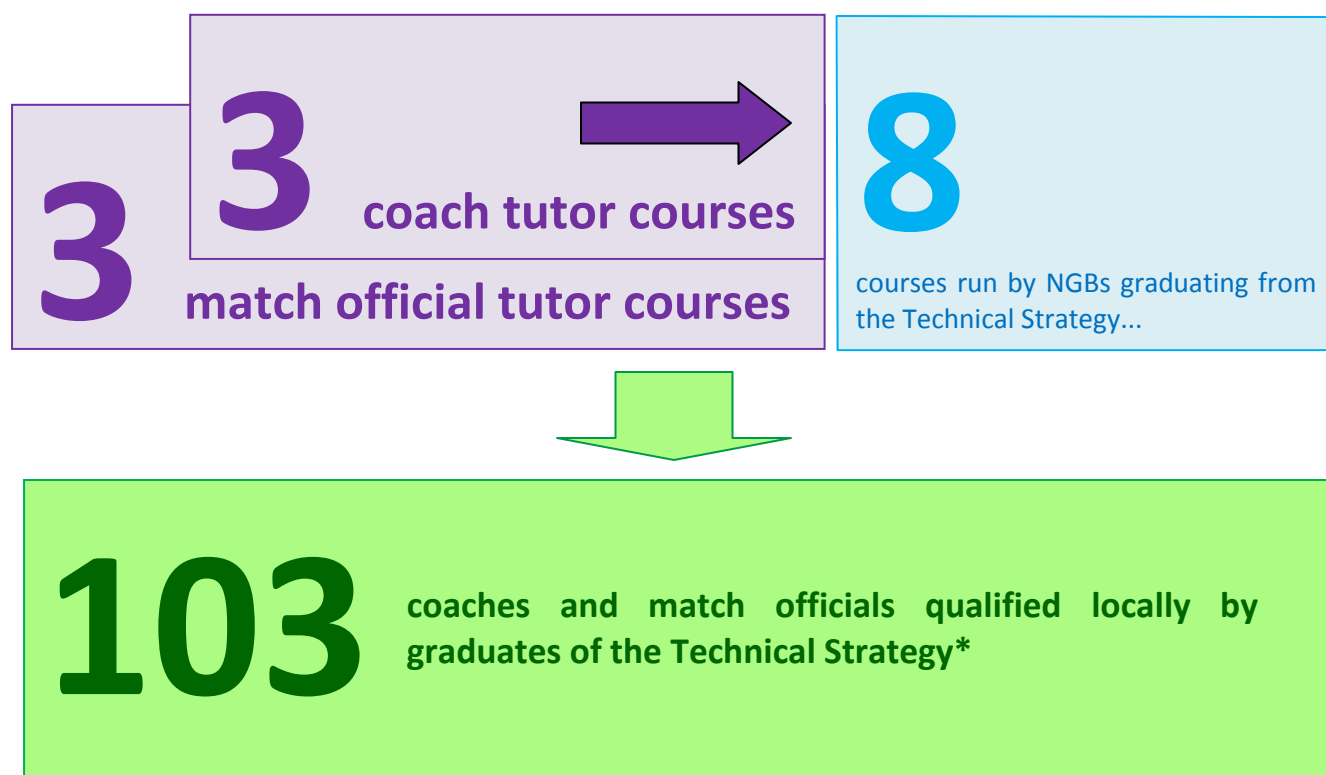 3 coach tutor courses
3 match official tutor courses
8
courses run by NGBs graduating from
the Technical Strategy...
103
coaches and match officials qualified locally by
graduates of the Technical Strategy*